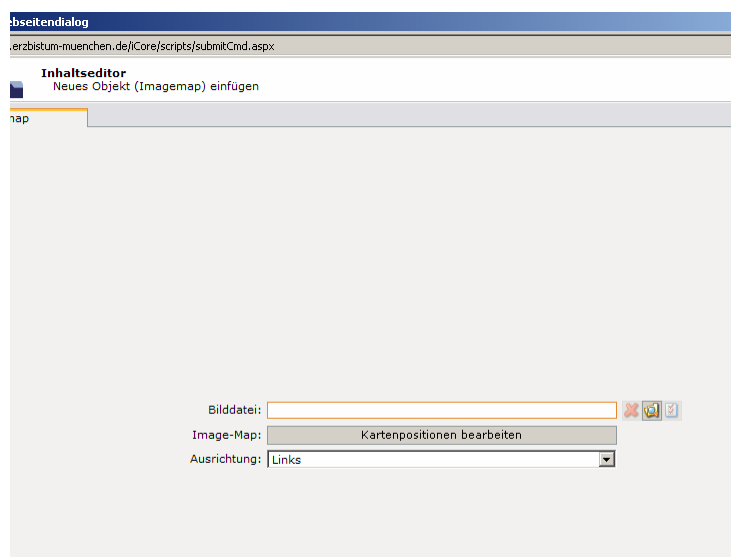 ebseitendialog
.erzbistum-muenchen.de/iCore/scripts/submitCmd.aspx
Inhaltseditor
Neues Objekt (Imagemap) einfügen
map
Bilddatei:
Image-Map: Kartenpositionen bearbeiten
Ausrichtung: Links